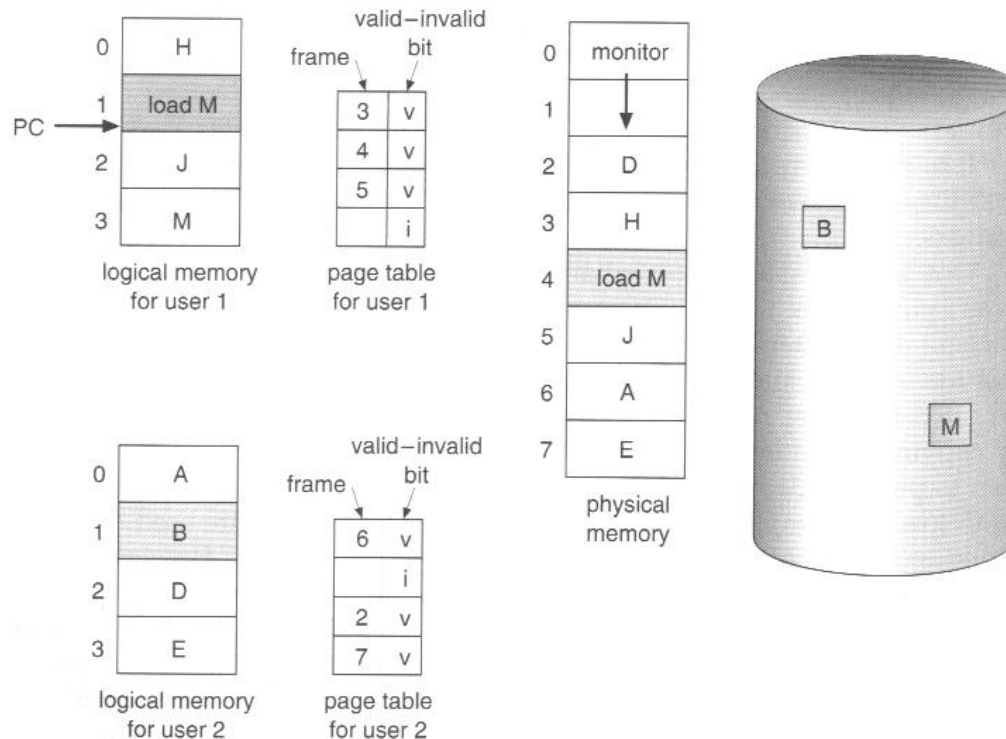 valid–invalid
bit
frame
0 H
1 load M
PC
2 J
3 M
3 v
4 v
5 v
i
logical memory
for user 1
page table
for user 1
0 A
1 B
2 D
3 E
valid–invalid
bit
frame
6 v
i
2 v
7 v
logical memory
for user 2
page table
for user 2
0 monitor
1
2 D
3 H
4 load M
5 J
6 A
7 E
physical
memory
B
M